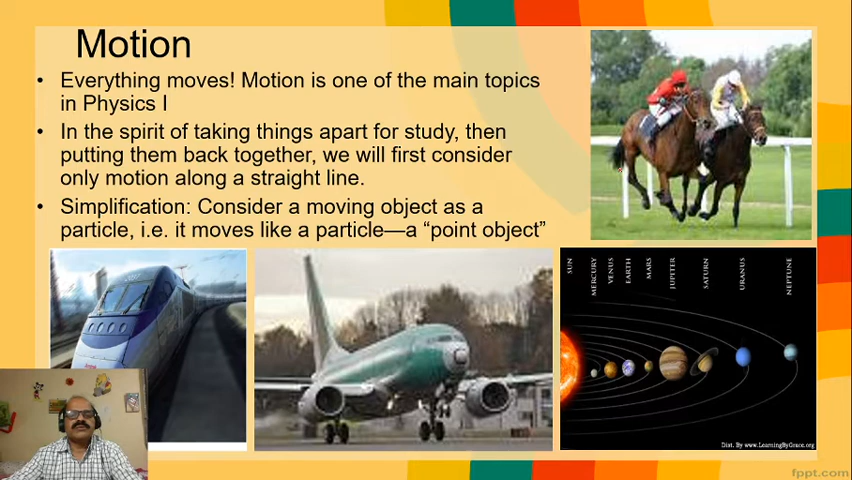 Motion
• Everything moves! Motion is one of the main topics
in Physics I
• In the spirit of taking things apart for study, then
putting them back together, we will first consider
only motion along a straight line.
• Simplification: Consider a moving object as a
particle, i.e. it moves like a particle—a “point object”
SUN
MERCURY
VENUS
EARTH
MARS
JUPITER
SATURN
URANUS
NEPTUNE
Dist. By www.LearningByGrace.org
fppt.com